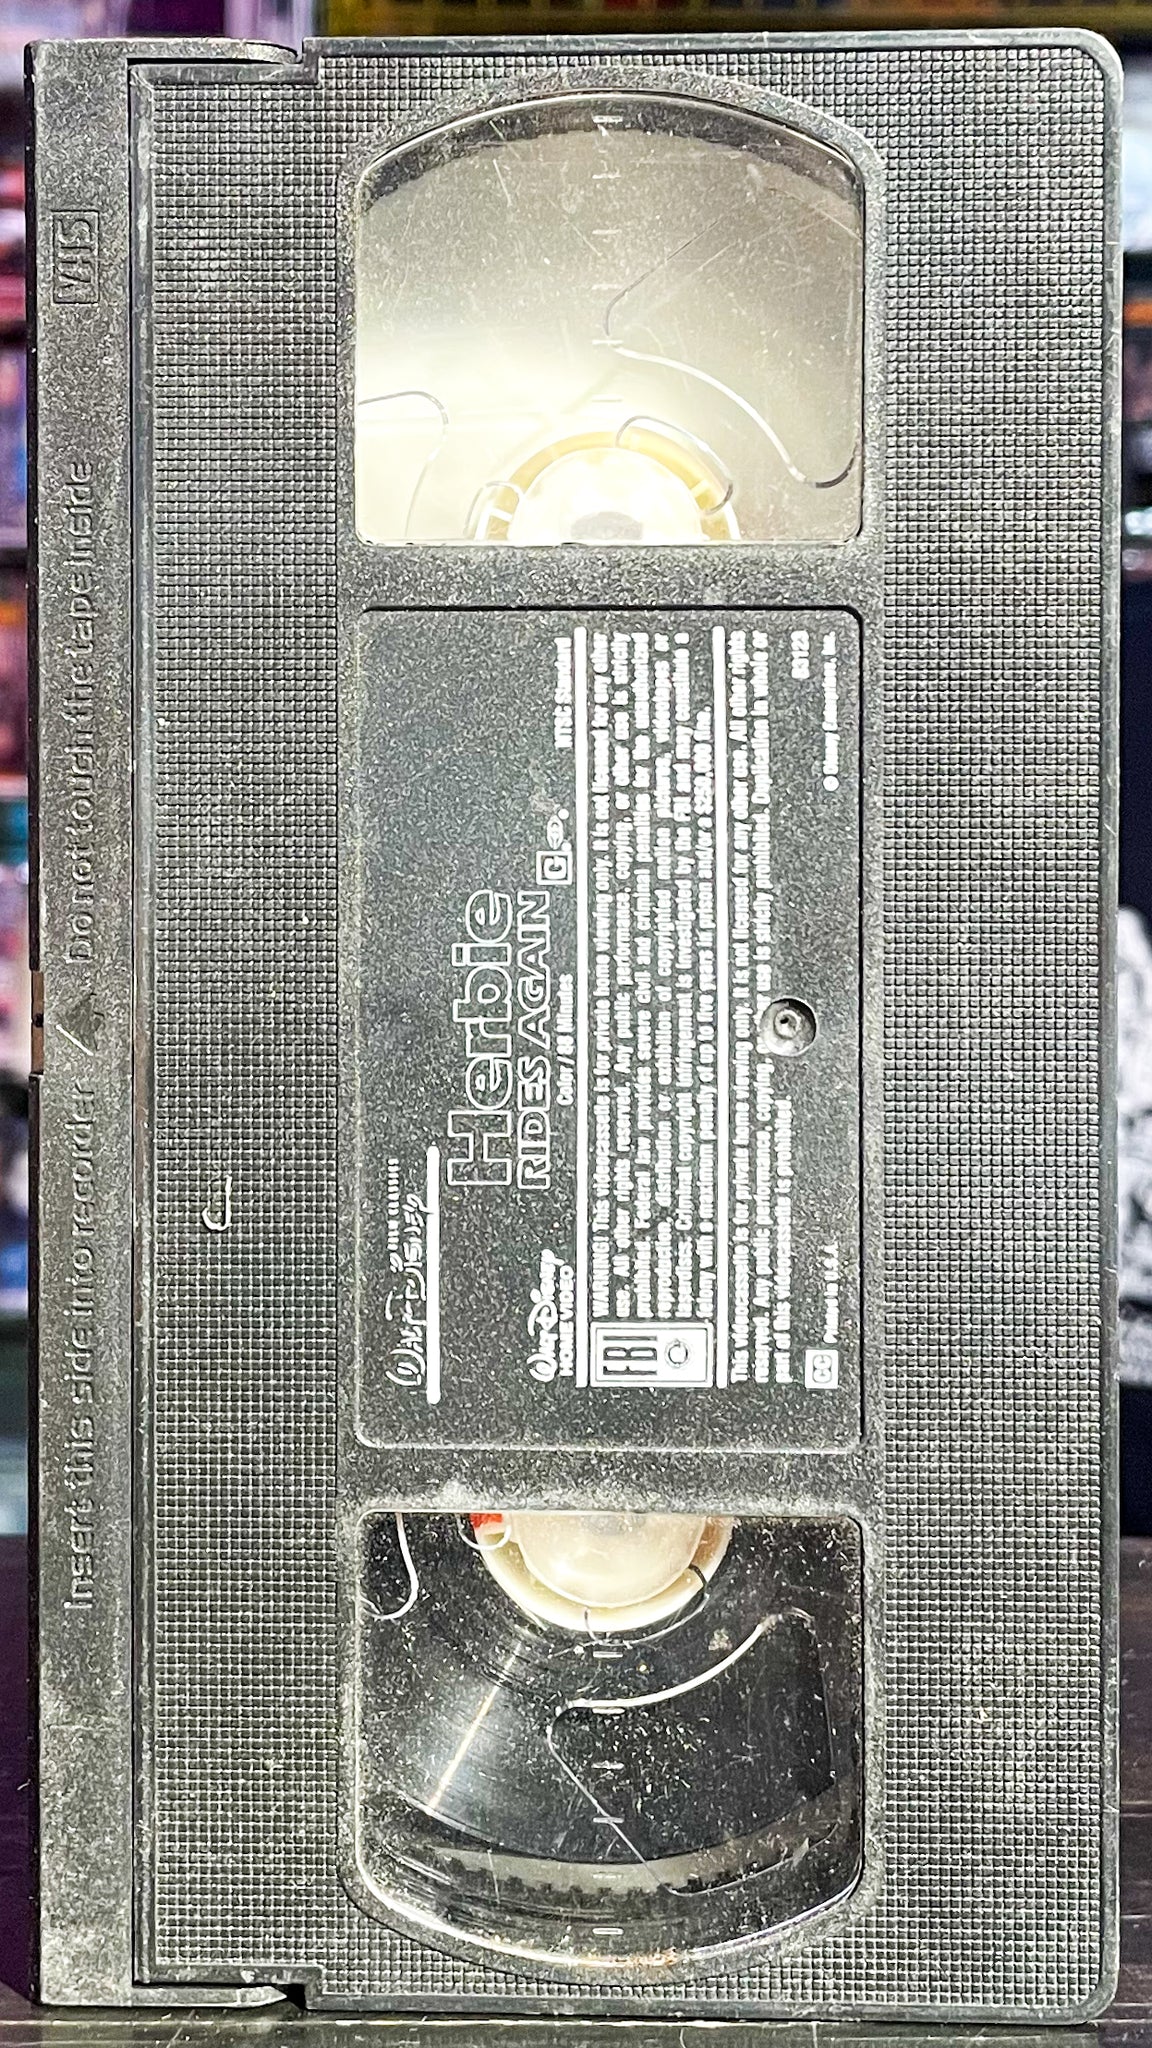 Insert this side into recorder
Do not touch the tape inside
VHS
WALT DISNEY
FILM CLASSICS
Herbie
RIDES AGAIN
WALT DISNEY
HOME VIDEO
Color / 88 Minutes
G
NTSC Standard
FBI
WARNING: This videocassette is for private home viewing only. It is not licensed for any other
use. All other rights reserved. Any public performance, copying, or other use is strictly
prohibited. Federal law provides severe civil and criminal penalties for the unauthorized
reproduction, distribution or exhibition of copyrighted motion pictures, videotapes or
videodiscs. Criminal copyright infringement is investigated by the FBI and may constitute a
felony with a maximum penalty of up to five years in prison and/or a $250,000.00 fine.
This videocassette is for private home viewing only. It is not licensed for any other use. All other rights
reserved. Any public performance, copying or other use is strictly prohibited. Duplication in whole or
part of this videocassette is prohibited
CC
Printed in U.S.A.
© Disney Enterprises, Inc.